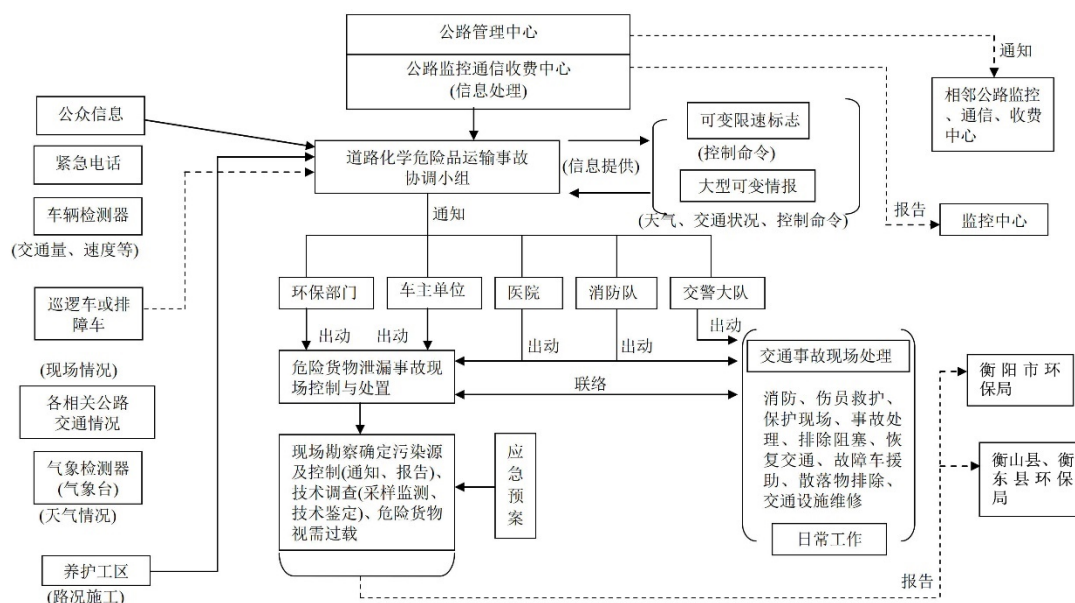 公路管理中心
公路监控通信收费中心
(信息处理)
通知
相邻公路监控
、通信、收费
中心
公众信息
紧急电话
车辆检测器
(交通量、速度等)
巡逻车或排
障车
(现场情况)
各相关公路
交通情况
气象检测器
(气象台)
(天气情况)
养护工区
(路况施工)
道路化学危险品运输事故
协调小组
(信息提供)
可变限速标志
(控制命令)
大型可变情报
(天气、交通状况、控制命令)
报告
监控中心
通知
环保部门
车主单位
医院
消防队
交警大队
出动
出动
出动
出动
出动
危险货物泄漏事故现
场控制与处置
联络
交通事故现场处理
消防、伤员救护、
保护现场、事故处
理、排除阻塞、恢
复交通、故障车援
助、散落物排除、
交通设施维修
日常工作
现场勘察确定污染源
及控制(通知、报告)、
技术调查(采样监测、
技术鉴定)、危险货物
视需过载
应
急
预
案
衡阳市环
保局
衡山县、衡
东县环保
局
报告